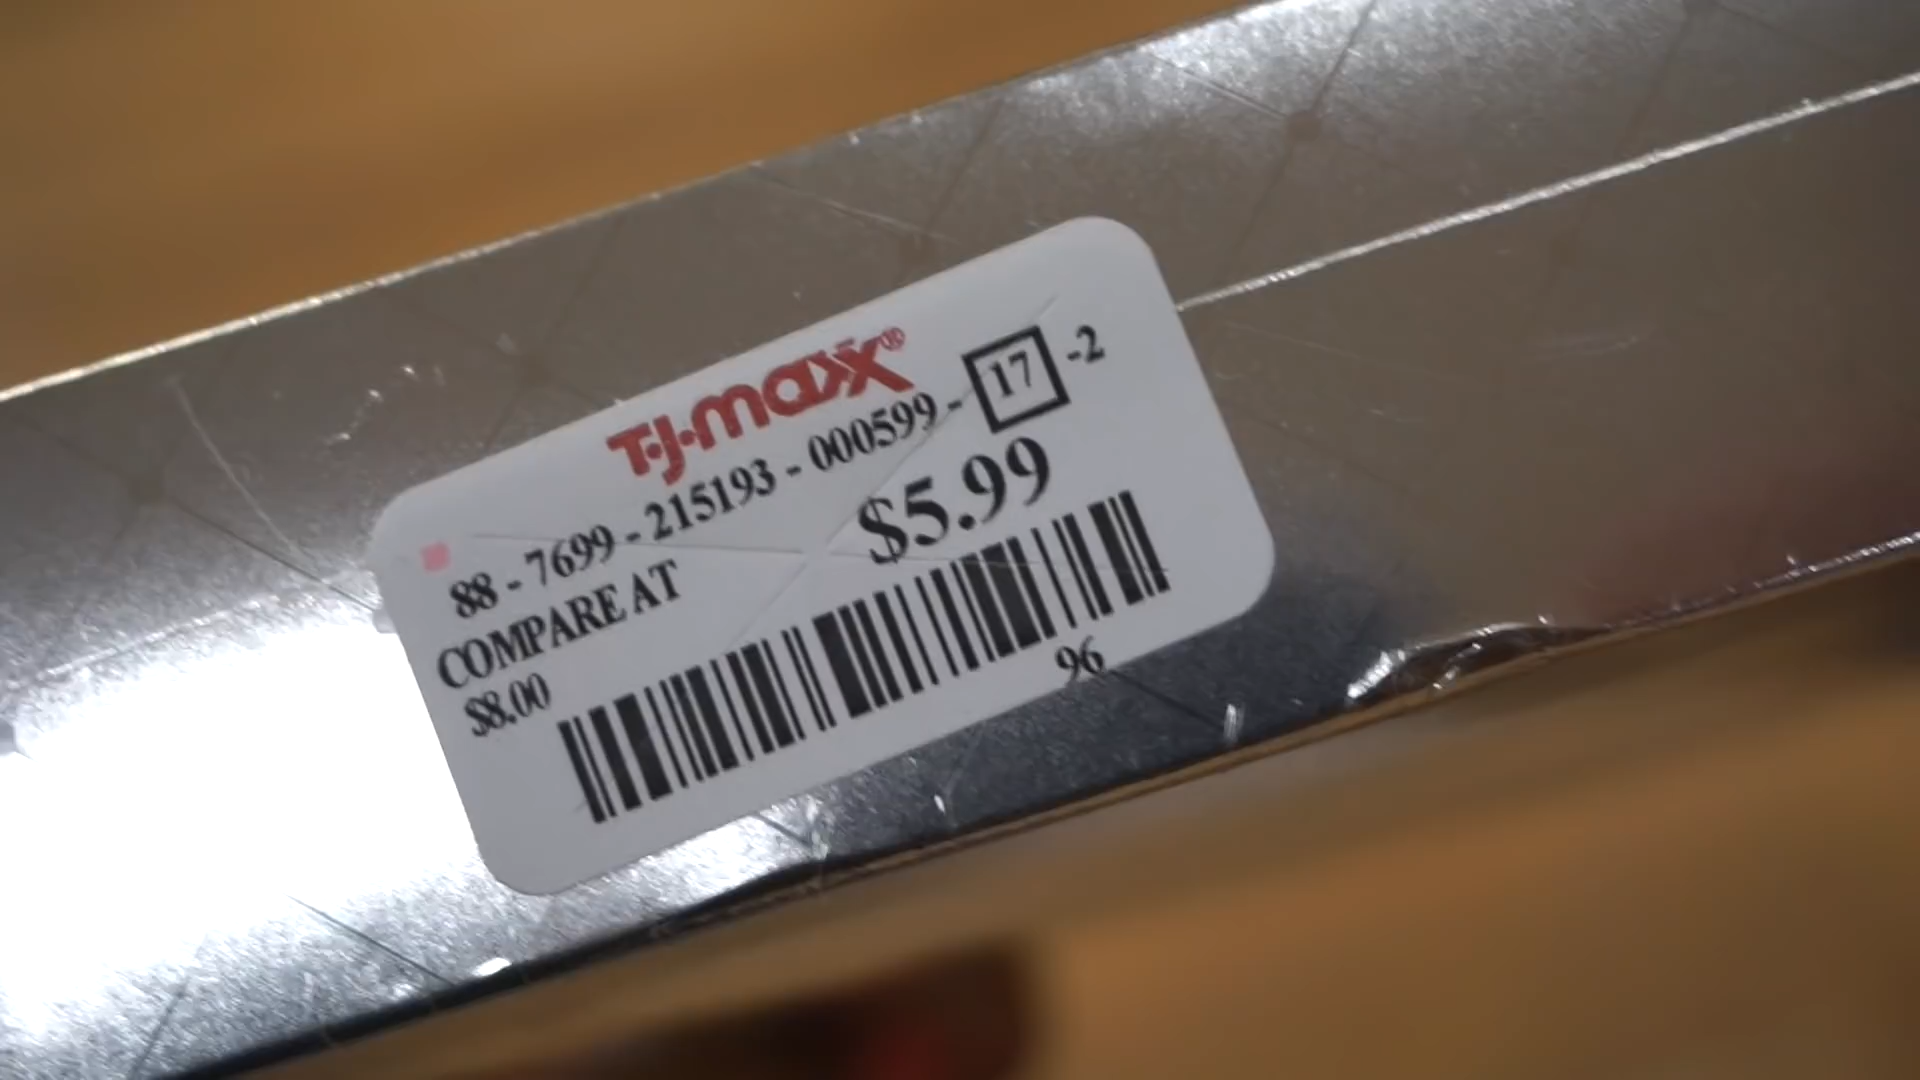 T·J·maxx®
88 - 7699 - 215193 - 000599 - 17 -2
$5.99
COMPARE AT
$8.00
96